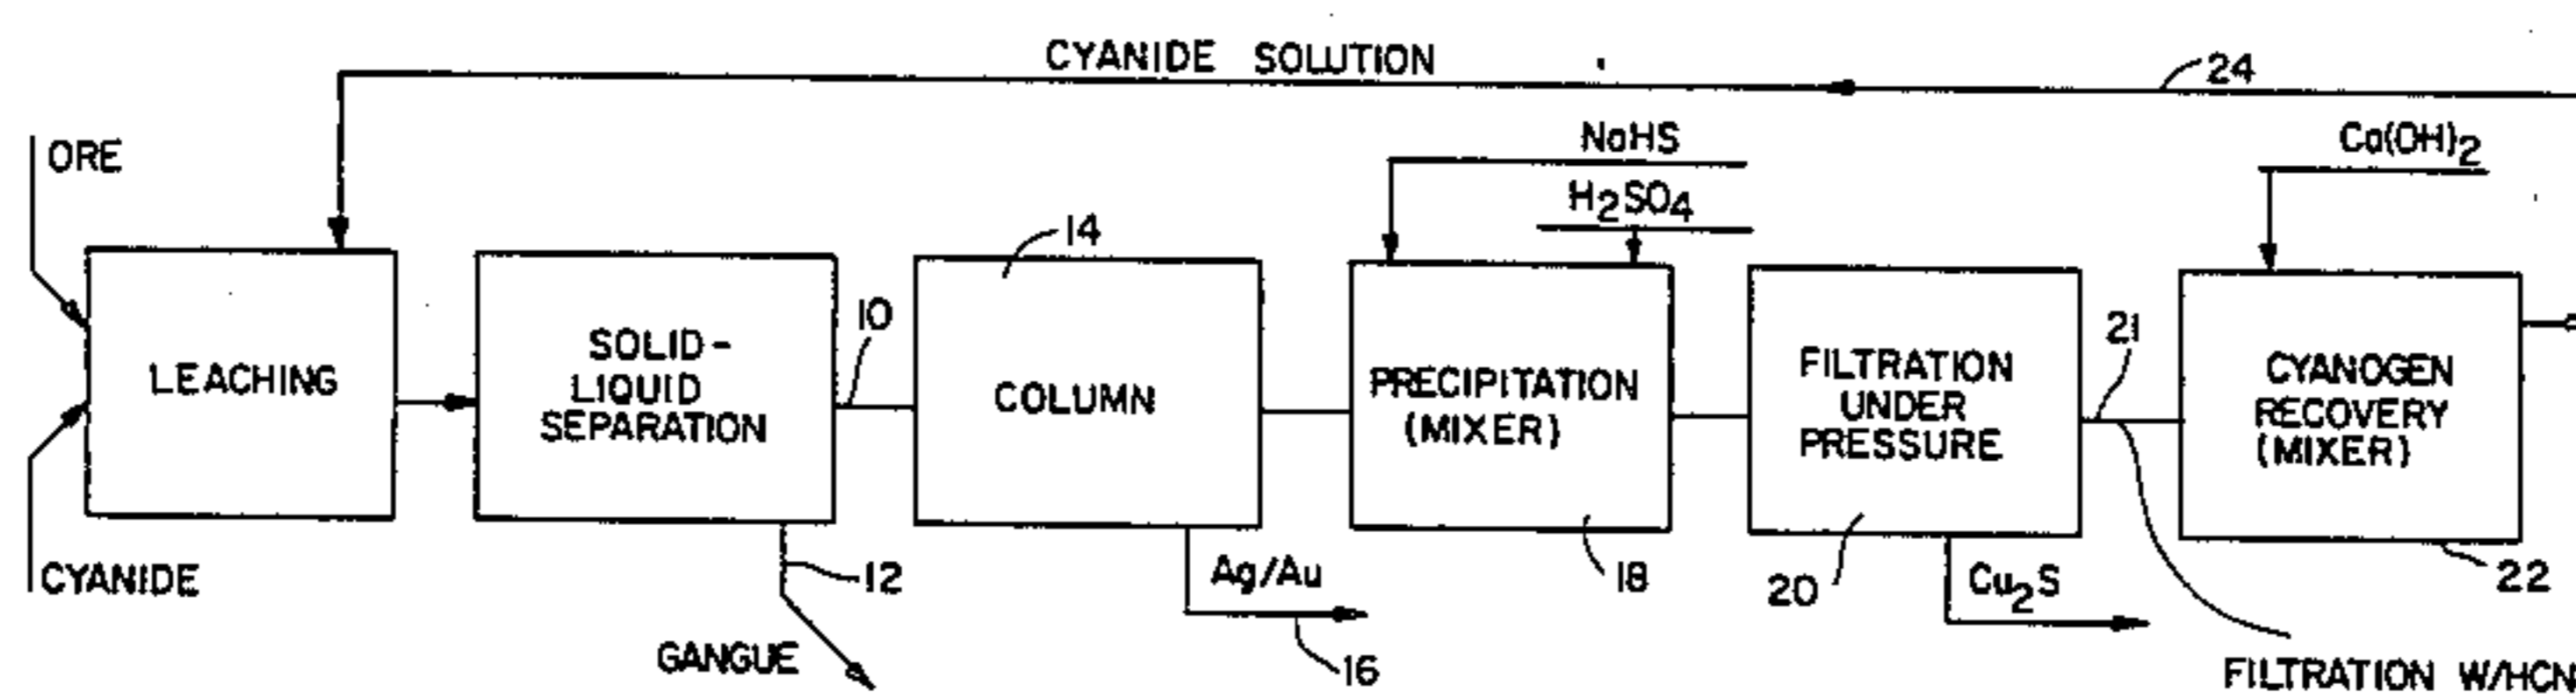 CYANIDE SOLUTION
24
NaHS
Ca(OH)2
ORE
H2SO4
14
10
21
LEACHING
SOLID-
LIQUID
SEPARATION
COLUMN
PRECIPITATION
(MIXER)
FILTRATION
UNDER
PRESSURE
CYANOGEN
RECOVERY
(MIXER)
CYANIDE
12
Ag/Au
18
20
Cu2S
22
GANGUE
16
FILTRATION W/HCN